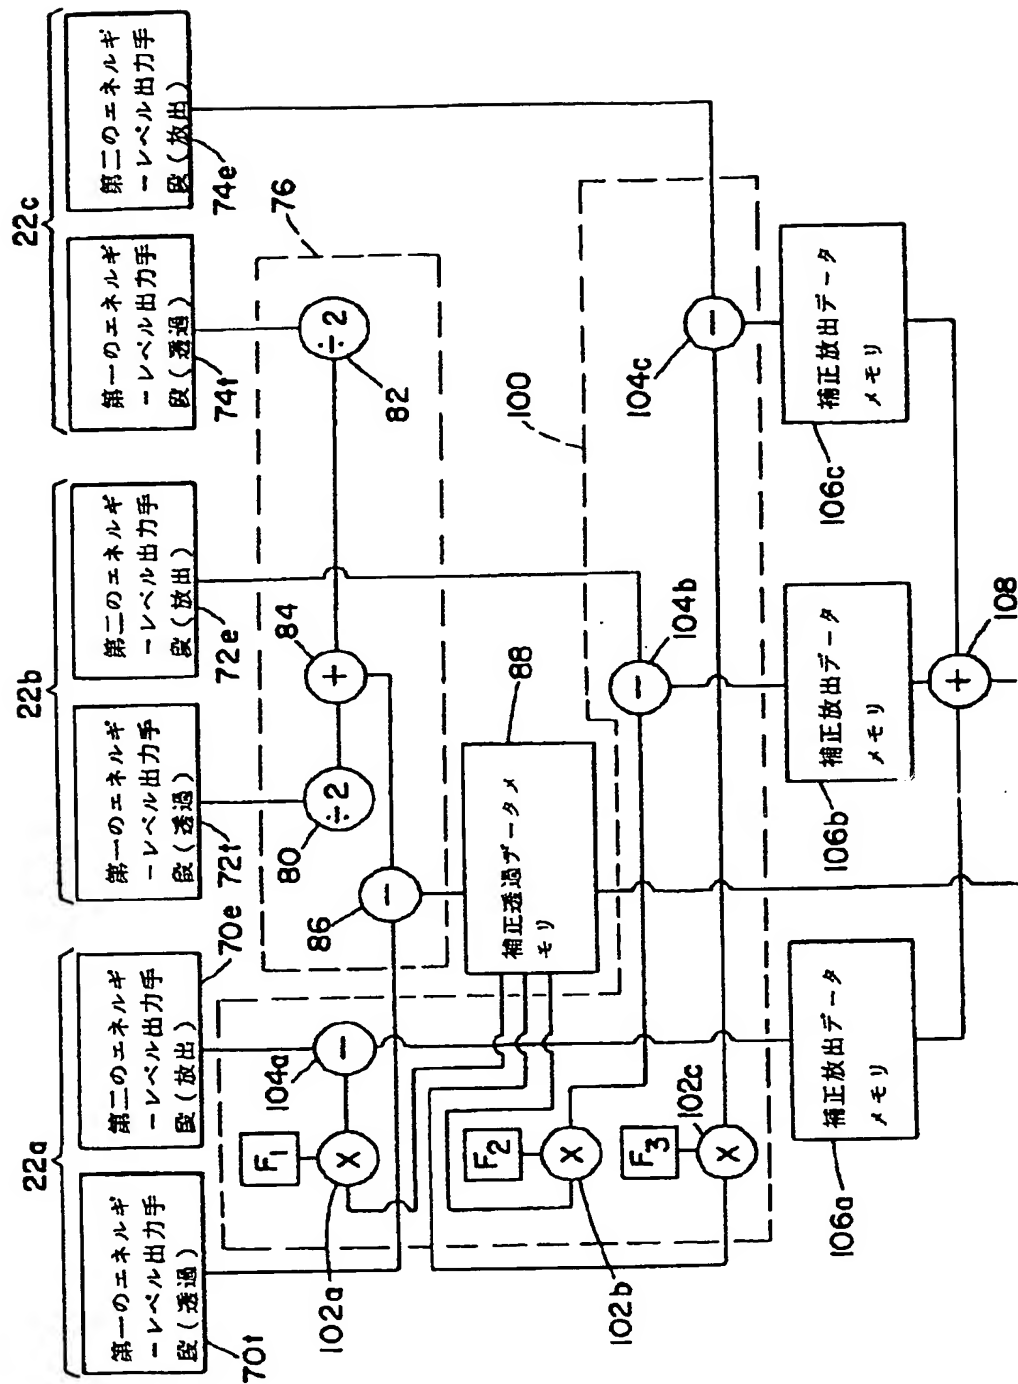 22a
第一のエネルギ
ーレベル出力手
段(透過)
70t
第二のエネルギ
ーレベル出力手
段(放出)
70e
22b
第一のエネルギ
ーレベル出力手
段(透過)
72t
第二のエネルギ
ーレベル出力手
段(放出)
72e
22c
第一のエネルギ
ーレベル出力手
段(透過)
74t
第二のエネルギ
ーレベル出力手
段(放出)
74e
76
÷2
80
+
84
÷2
82
−
86
補正透過データメ
モリ
88
100
F1
X
102a
−
104a
F2
X
102b
−
104b
F3
X
102c
−
104c
補正放出データ
メモリ
106a
補正放出データ
メモリ
106b
補正放出データ
メモリ
106c
+
108